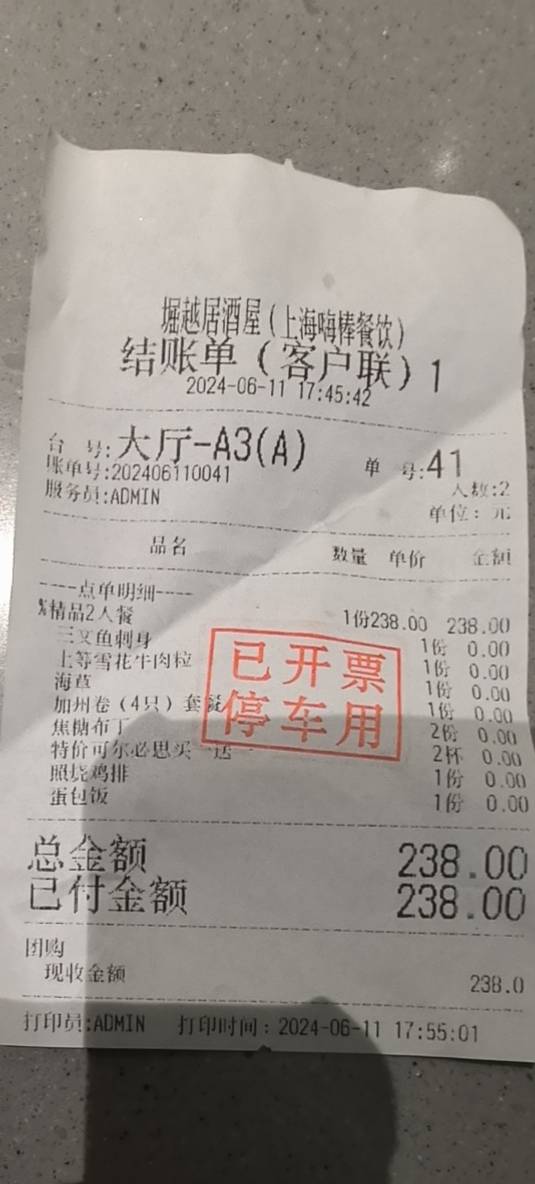 堀越居酒屋(上海嗨棒餐饮)
结账单(客户联)1
2024-06-11 17:45:42
台 号:大厅-A3(A) 单 号:41
账单号:202406110041 人数:2
服务员:ADMIN 单位:元
品名 数量 单价 金额
----点单明细----
%精品2人餐 1份238.00 238.00
三文鱼刺身 1份 0.00
上等雪花牛肉粒 1份 0.00
海草 1份 0.00
加州卷(4只)套餐 1份 0.00
焦糖布丁 2份 0.00
特价可尔必思买一送一 2杯 0.00
照烧鸡排 1份 0.00
蛋包饭 1份 0.00
已开票
停车用
总金额 238.00
已付金额 238.00
团购
现收金额 238.0
打印员:ADMIN 打印时间:2024-06-11 17:55:01